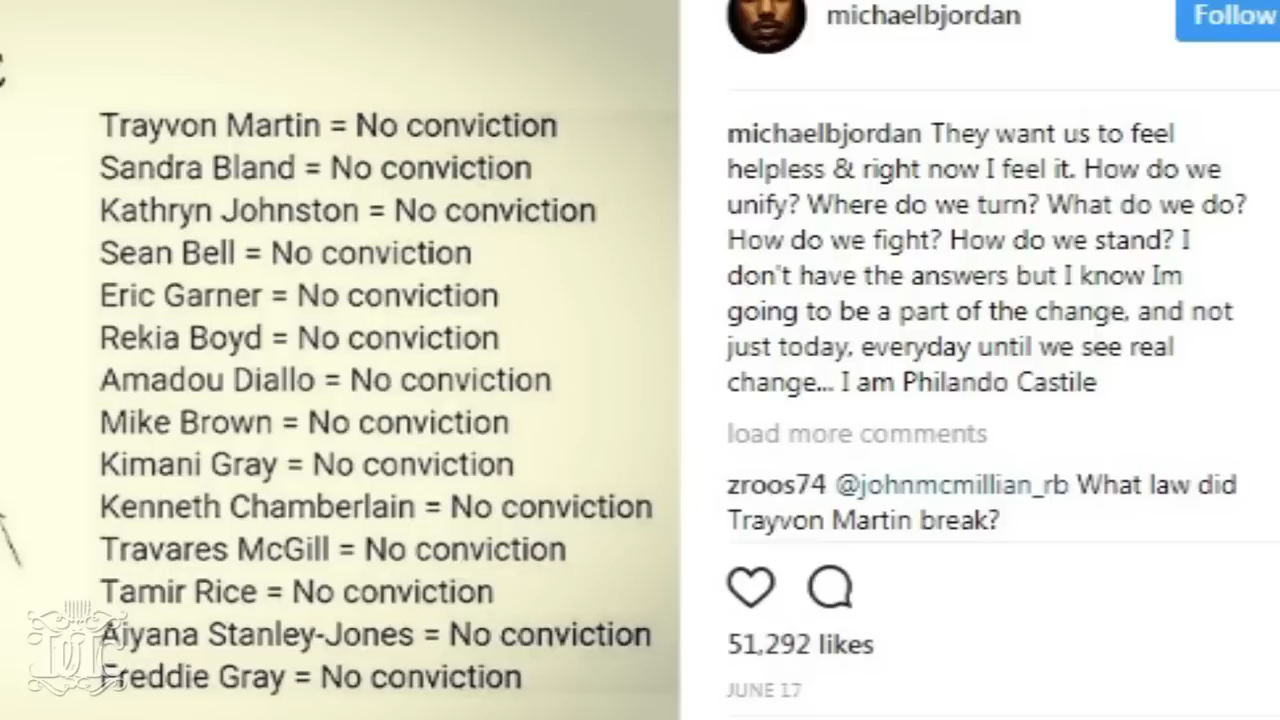 Trayvon Martin = No conviction
Sandra Bland = No conviction
Kathryn Johnston = No conviction
Sean Bell = No conviction
Eric Garner = No conviction
Rekia Boyd = No conviction
Amadou Diallo = No conviction
Mike Brown = No conviction
Kimani Gray = No conviction
Kenneth Chamberlain = No conviction
Travares McGill = No conviction
Tamir Rice = No conviction
Aiyana Stanley-Jones = No conviction
Freddie Gray = No conviction
michaelbjordan
Follow
michaelbjordan They want us to feel
helpless & right now I feel it. How do we
unify? Where do we turn? What do we do?
How do we fight? How do we stand? I
don't have the answers but I know Im
going to be a part of the change, and not
just today, everyday until we see real
change... I am Philando Castile
load more comments
zroos74 @johnmcmillian_rb What law did
Trayvon Martin break?
51,292 likes
JUNE 17